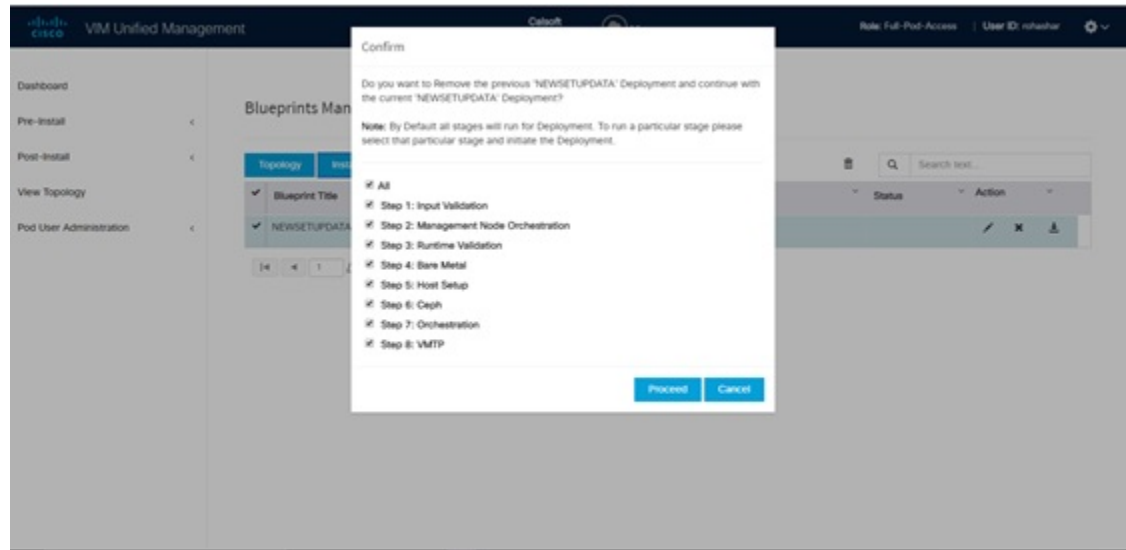 cisco VIM Unified Management
Calsoft
Role: Full-Pod-Access | User ID: rohashar
Dashboard
Pre-Install
Post-Install
View Topology
Pod User Administration
Blueprints Man
Topology
Search text...
Blueprint Title
Status
Action
NEWSETUPDATA
1
Confirm
Do you want to Remove the previous 'NEWSETUPDATA' Deployment and continue with
the current 'NEWSETUPDATA' Deployment?
Note: By Default all stages will run for Deployment. To run a particular stage please
select that particular stage and initiate the Deployment.
All
Step 1: Input Validation
Step 2: Management Node Orchestration
Step 3: Runtime Validation
Step 4: Bare Metal
Step 5: Host Setup
Step 6: Ceph
Step 7: Orchestration
Step 8: VMTP
Proceed
Cancel